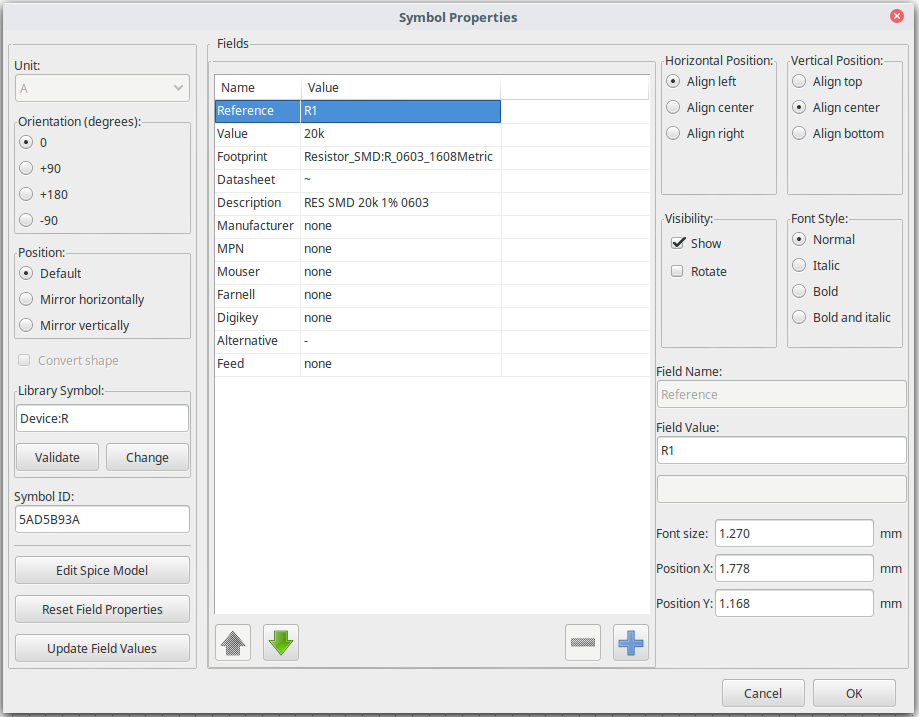 Symbol Properties
Unit:
A
Orientation (degrees):
0
+90
+180
-90
Position:
Default
Mirror horizontally
Mirror vertically
Convert shape
Library Symbol:
Device:R
Validate Change
Symbol ID:
5AD5B93A
Edit Spice Model
Reset Field Properties
Update Field Values
Fields
Name Value
Reference R1
Value 20k
Footprint Resistor_SMD:R_0603_1608Metric
Datasheet ~
Description RES SMD 20k 1% 0603
Manufacturer none
MPN none
Mouser none
Farnell none
Digikey none
Alternative -
Feed none
Horizontal Position:
Align left
Align center
Align right
Vertical Position:
Align top
Align center
Align bottom
Visibility:
Show
Rotate
Font Style:
Normal
Italic
Bold
Bold and italic
Field Name:
Reference
Field Value:
R1
Font size: 1.270 mm
Position X: 1.778 mm
Position Y: 1.168 mm
Cancel OK